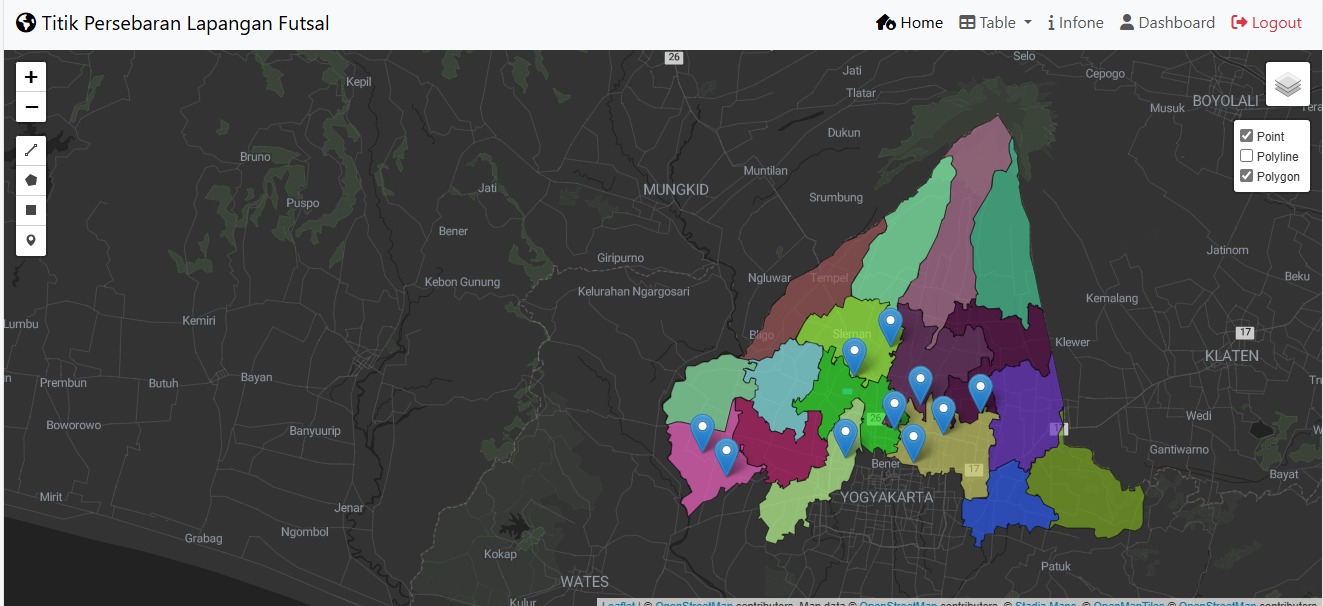 Titik Persebaran Lapangan Futsal
Home
Table
Infone
Dashboard
Logout
+
−
Point
Polyline
Polygon
26
Selo
Jati
Cepogo
Kepil
Tlatar
Musuk
BOYOLALI
Dukun
Bruno
Muntilan
Jati
MUNGKID
Srumbung
Puspo
Bener
Jatinom
Giripurno
Ngluwar
Tempel
Beku
Kebon Gunung
Kelurahan Ngargosari
Kemalang
Lumbu
Kemiri
Bligo
Sleman
17
Klewer
KLATEN
Prembun
Butuh
Bayan
Boworowo
Banyuurip
26
Wedi
17
Gantiwarno
Bener
17
Bayat
Mirit
YOGYAKARTA
Jenar
Grabag
Ngombol
Kokap
Patuk
WATES
Kulur
Leaflet | © OpenStreetMap contributors, Map data © OpenStreetMap contributors, © Stadia Maps, © OpenMapTiles © OpenStreetMap contributors